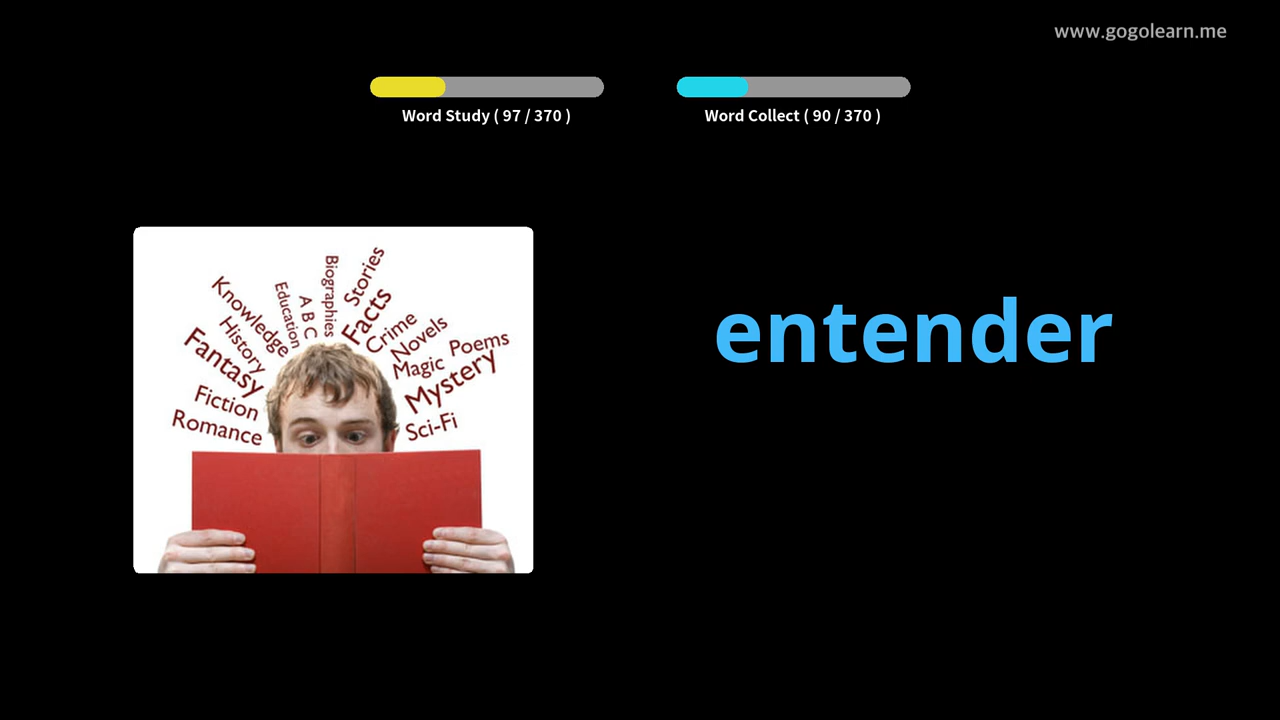 www.gogolearn.me
Word Study ( 97 / 370 )
Word Collect ( 90 / 370 )
Stories
Biographies
Facts
A B C
Education
Knowledge
Crime
Novels
History
Poems
Fantasy
Magic
Mystery
Fiction
Sci-Fi
Romance
entender